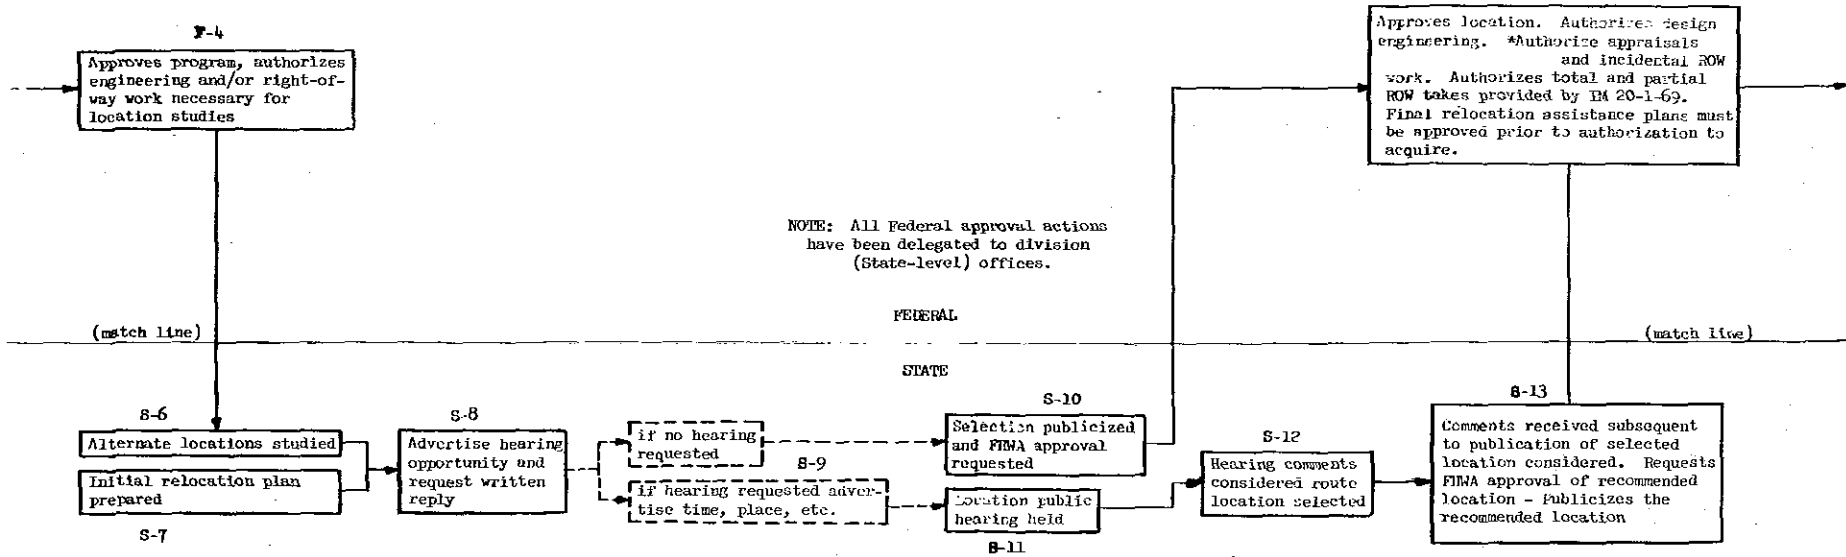 F-4
Approves program, authorizes
engineering and/or right-of-
way work necessary for
location studies
Approves location. Authorizes design
engineering. *Authorize appraisals
and incidental ROW
work. Authorizes total and partial
ROW takes provided by IM 20-1-69.
Final relocation assistance plans must
be approved prior to authorization to
acquire.
NOTE: All Federal approval actions
have been delegated to division
(State-level) offices.
(match line)
FEDERAL
(match line)
STATE
S-6
Alternate locations studied
Initial relocation plan
prepared
S-7
S-8
Advertise hearing
opportunity and
request written
reply
if no hearing
requested
S-9
if hearing requested adver-
tise time, place, etc.
S-10
Selection publicized
and FHWA approval
requested
Location public
hearing held
S-11
S-12
Hearing comments
considered route
location selected
S-13
Comments received subsequent
to publication of selected
location considered. Requests
FHWA approval of recommended
location - Publicizes the
recommended location